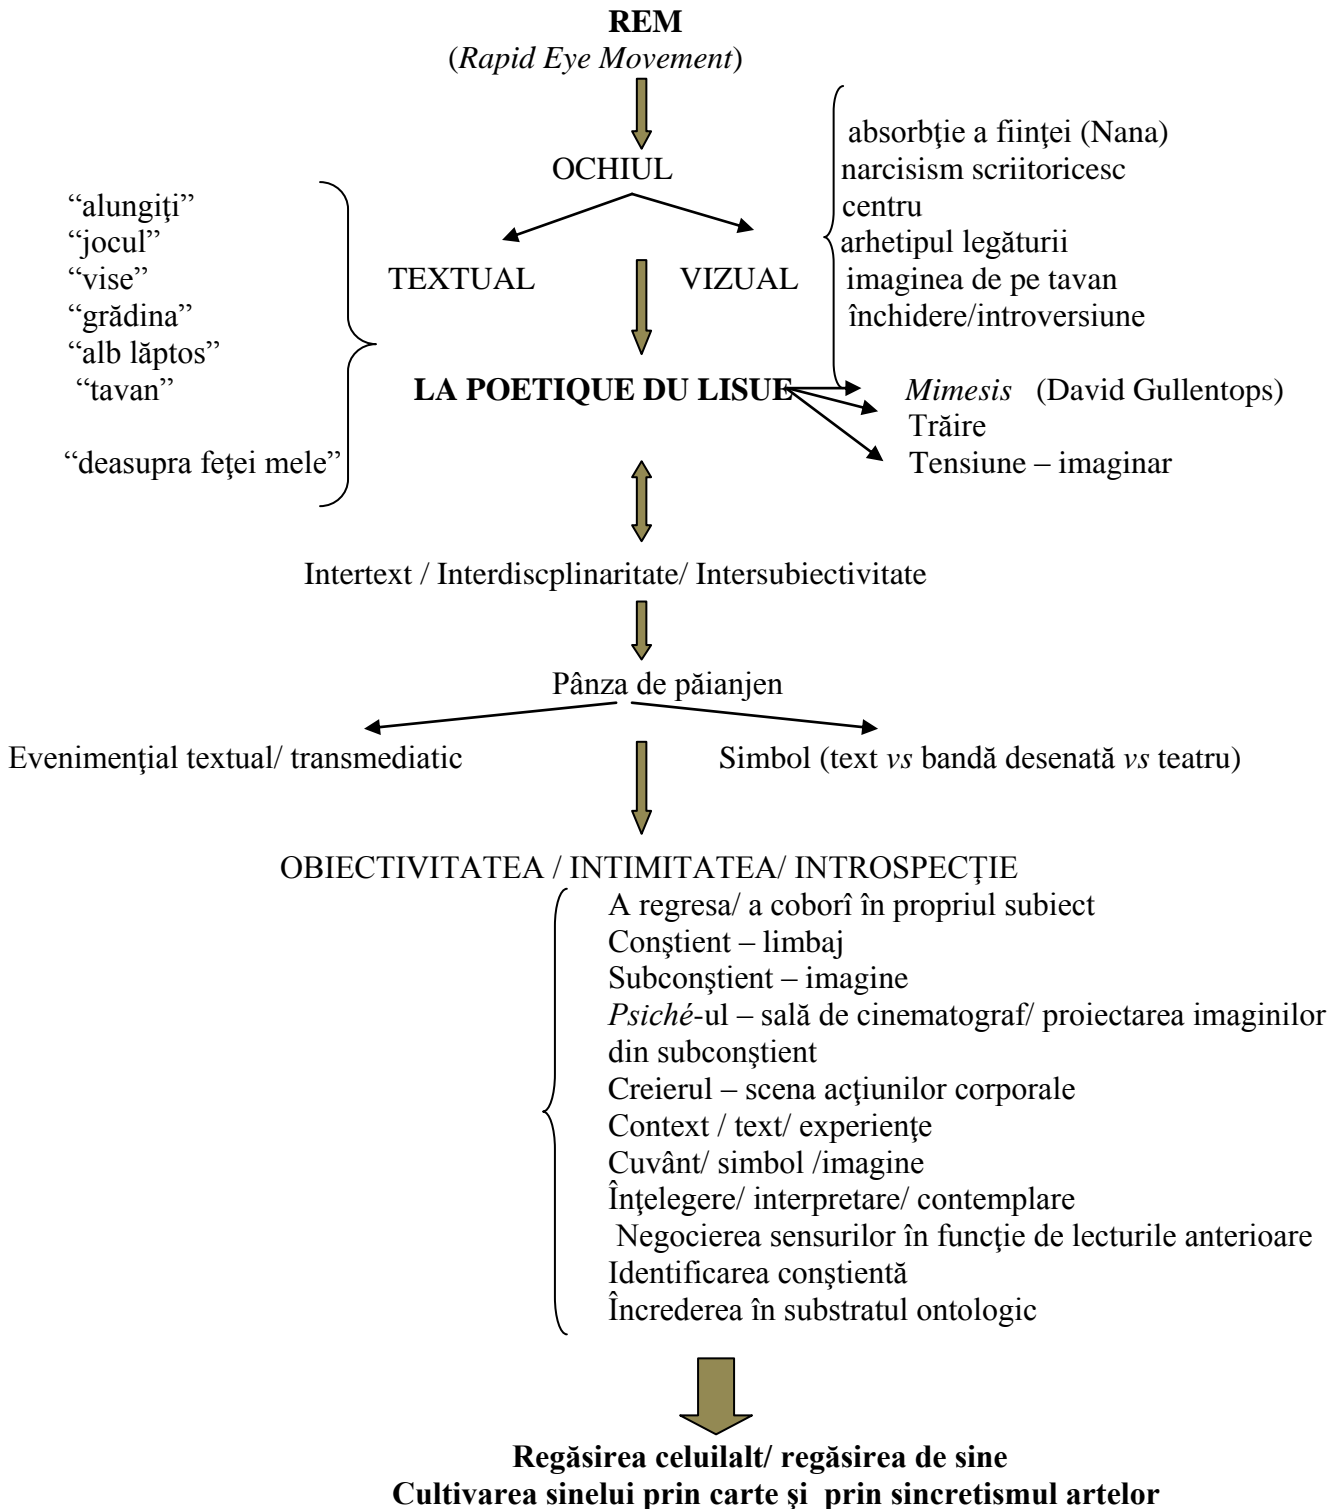 REM
(Rapid Eye Movement)
OCHIUL
TEXTUAL
VIZUAL
“alungiţi”
“jocul”
“vise”
“grădina”
“alb lăptos”
“tavan”
“deasupra feţei mele”
absorbţie a fiinţei (Nana)
narcisism scriitoricesc
centru
arhetipul legăturii
imaginea de pe tavan
închidere/introversiune
LA POETIQUE DU LISUE
Mimesis (David Gullentops)
Trăire
Tensiune – imaginar
Intertext / Interdiscplinaritate/ Intersubiectivitate
Pânza de păianjen
Evenimenţial textual/ transmediatic
Simbol (text vs bandă desenată vs teatru)
OBIECTIVITATEA / INTIMITATEA/ INTROSPECŢIE
A regresa/ a coborî în propriul subiect
Conştient – limbaj
Subconştient – imagine
Psiché-ul – sală de cinematograf/ proiectarea imaginilor
din subconştient
Creierul – scena acţiunilor corporale
Context / text/ experienţe
Cuvânt/ simbol /imagine
Înţelegere/ interpretare/ contemplare
Negocierea sensurilor în funcţie de lecturile anterioare
Identificarea conştientă
Încrederea în substratul ontologic
Regăsirea celuilalt/ regăsirea de sine
Cultivarea sinelui prin carte şi prin sincretismul artelor